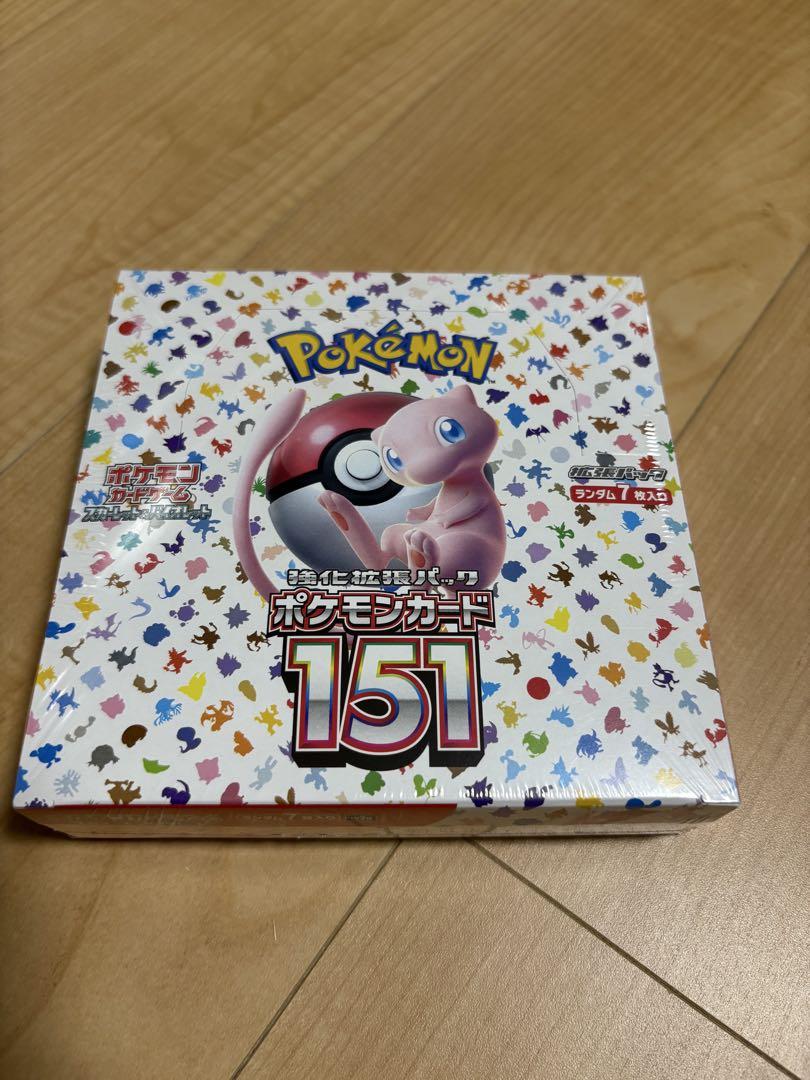 POKéMON
ポケモン
カードゲーム
スカーレット&バイオレット
拡張パック
ランダム7枚入り
強化拡張パック
ポケモンカード
151